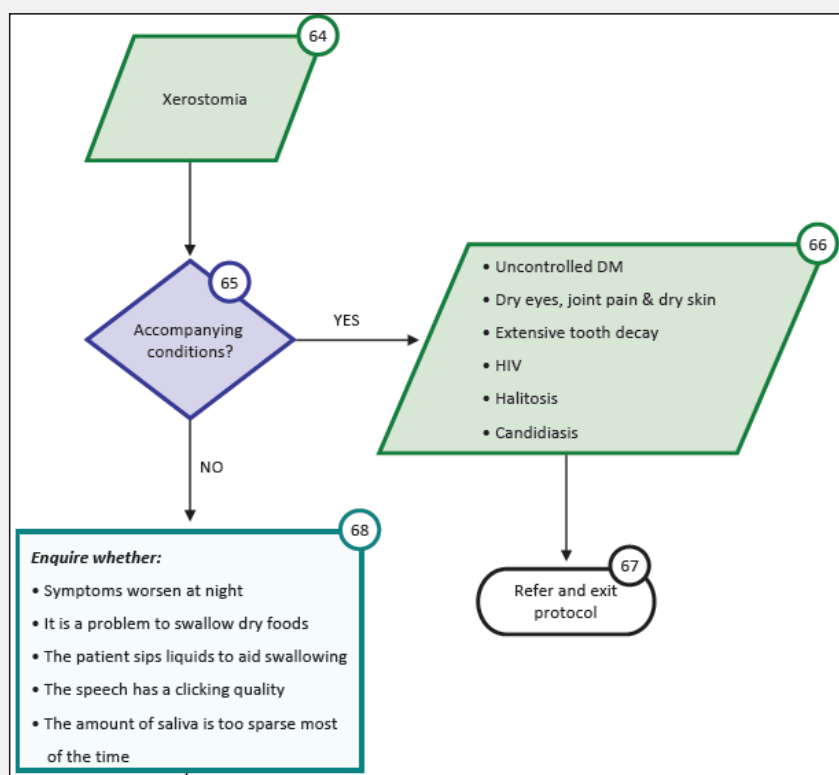 64
Xerostomia
65
Accompanying
conditions?
YES
66
• Uncontrolled DM
• Dry eyes, joint pain & dry skin
• Extensive tooth decay
• HIV
• Halitosis
• Candidiasis
NO
67
Refer and exit
protocol
68
Enquire whether:
• Symptoms worsen at night
• It is a problem to swallow dry foods
• The patient sips liquids to aid swallowing
• The speech has a clicking quality
• The amount of saliva is too sparse most
of the time